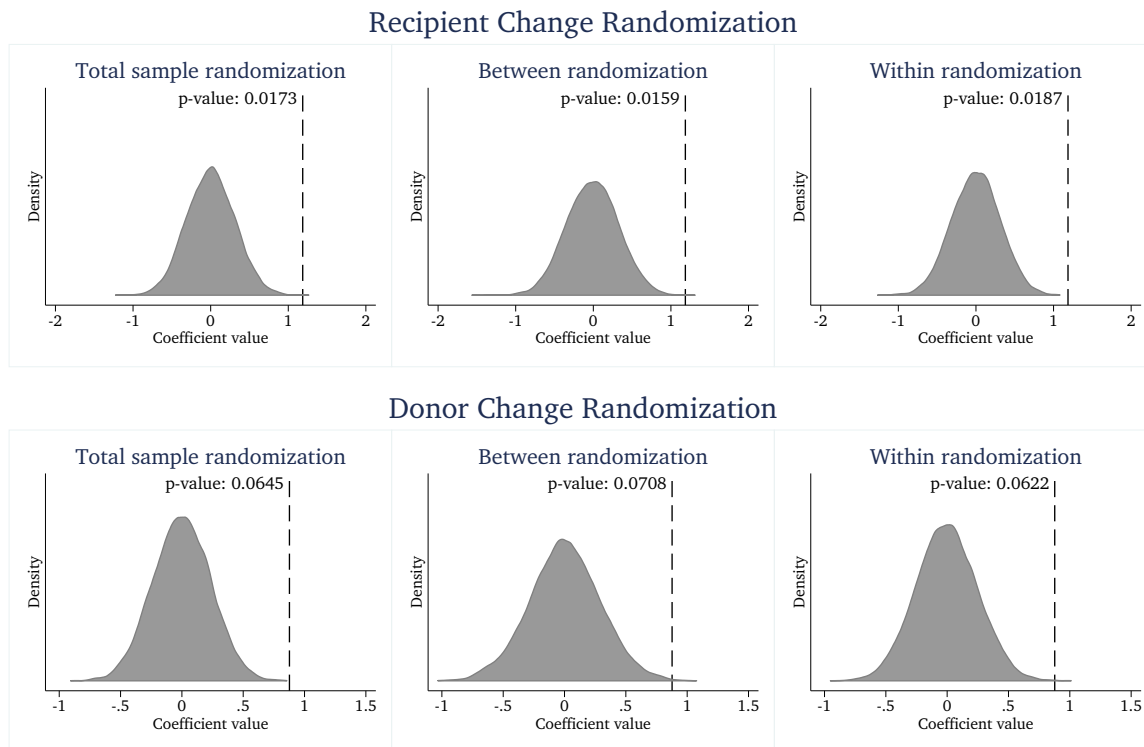 Recipient Change Randomization
Total sample randomization
p-value: 0.0173
Density
-2 -1 0 1 2
Coefficient value
Between randomization
p-value: 0.0159
Density
-2 -1 0 1 2
Coefficient value
Within randomization
p-value: 0.0187
Density
-2 -1 0 1 2
Coefficient value
Donor Change Randomization
Total sample randomization
p-value: 0.0645
Density
-1 -.5 0 .5 1 1.5
Coefficient value
Between randomization
p-value: 0.0708
Density
-1 -.5 0 .5 1 1.5
Coefficient value
Within randomization
p-value: 0.0622
Density
-1 -.5 0 .5 1 1.5
Coefficient value